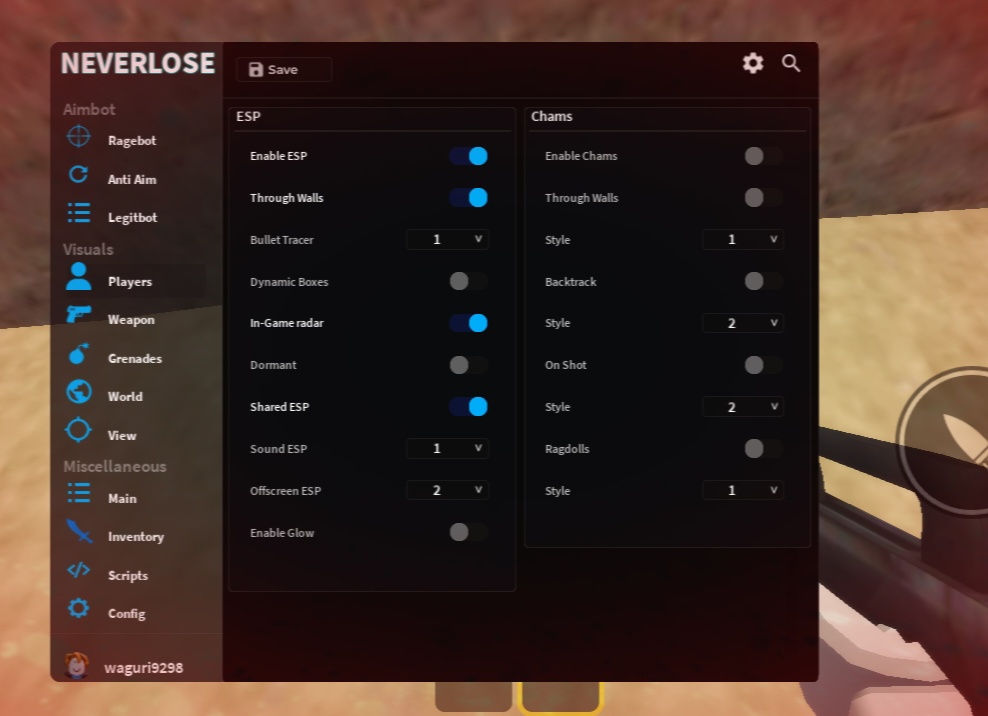 NEVERLOSE
Save
Aimbot
Ragebot
Anti Aim
Legitbot
Visuals
Players
Weapon
Grenades
World
View
Miscellaneous
Main
Inventory
Scripts
Config
waguri9298
ESP
Enable ESP
Through Walls
Bullet Tracer 1 v
Dynamic Boxes
In-Game radar
Dormant
Shared ESP
Sound ESP 1 v
Offscreen ESP 2 v
Enable Glow
Chams
Enable Chams
Through Walls
Style 1 v
Backtrack
Style 2 v
On Shot
Style 2 v
Ragdolls
Style 1 v